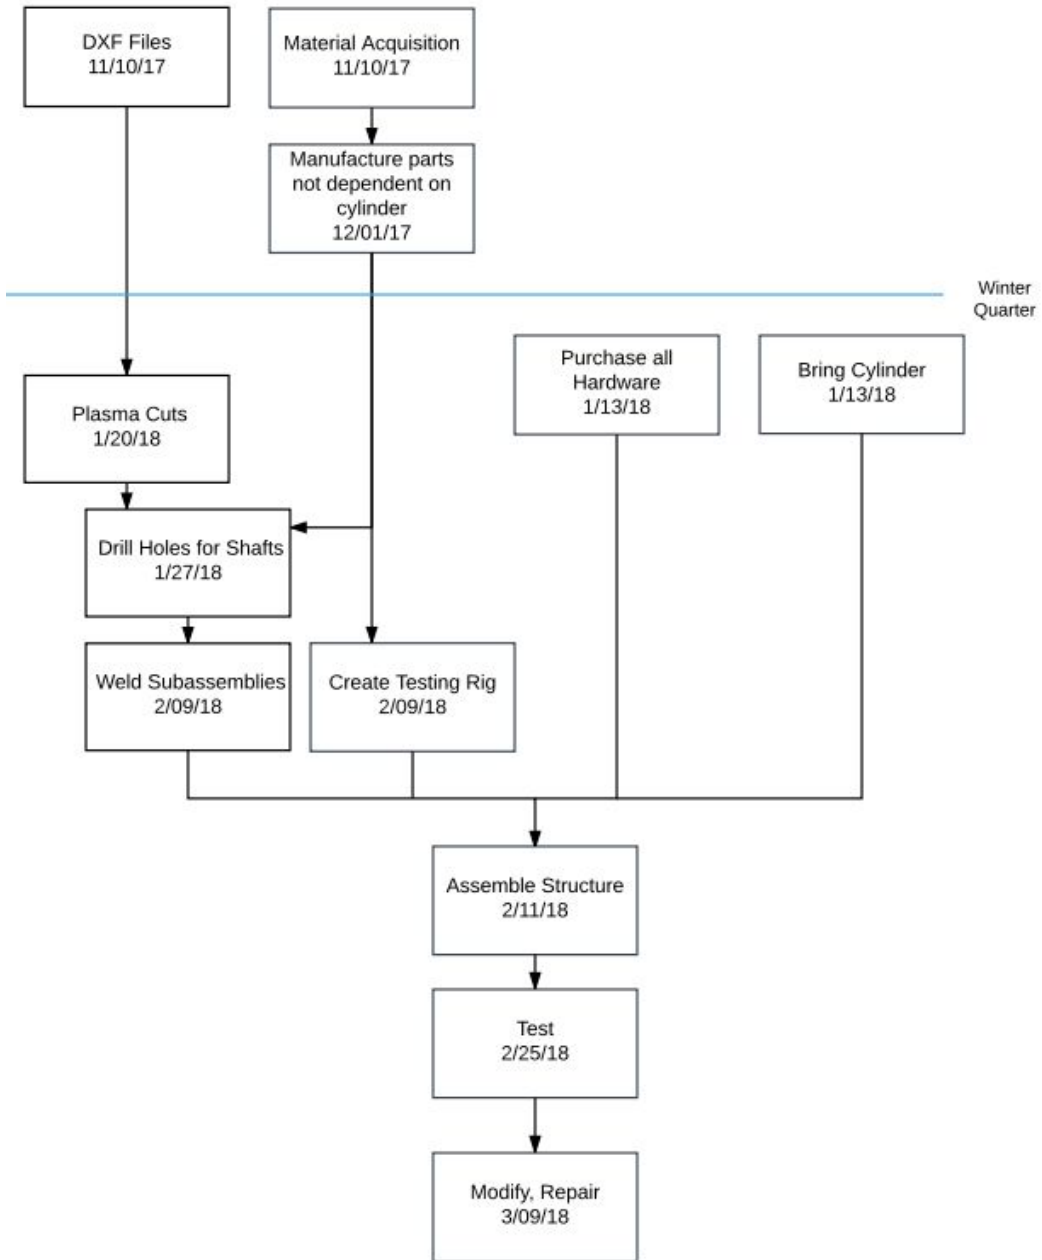 DXF Files
11/10/17
Material Acquisition
11/10/17
Manufacture parts
not dependent on
cylinder
12/01/17
Winter
Quarter
Purchase all
Hardware
1/13/18
Bring Cylinder
1/13/18
Plasma Cuts
1/20/18
Drill Holes for Shafts
1/27/18
Weld Subassemblies
2/09/18
Create Testing Rig
2/09/18
Assemble Structure
2/11/18
Test
2/25/18
Modify, Repair
3/09/18